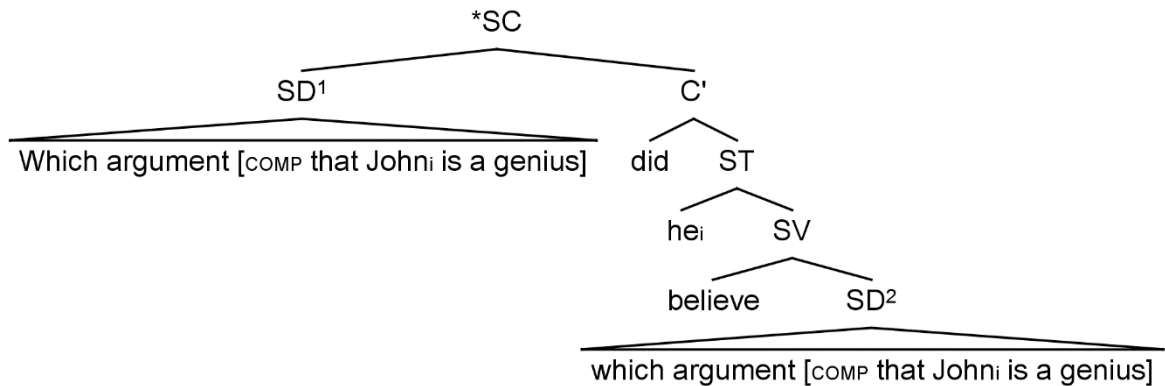 *SC
SD¹ C'
Which argument [COMP that Johnᵢ is a genius] did ST
heᵢ SV
believe SD²
which argument [COMP that Johnᵢ is a genius]